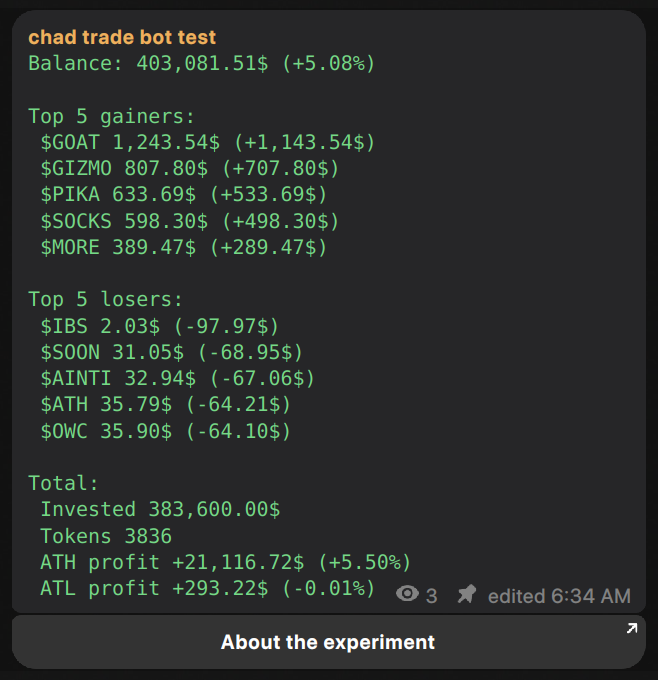 chad trade bot test
Balance: 403,081.51$ (+5.08%)
Top 5 gainers:
$GOAT 1,243.54$ (+1,143.54$)
$GIZMO 807.80$ (+707.80$)
$PIKA 633.69$ (+533.69$)
$SOCKS 598.30$ (+498.30$)
$MORE 389.47$ (+289.47$)
Top 5 losers:
$IBS 2.03$ (-97.97$)
$SOON 31.05$ (-68.95$)
$AINTI 32.94$ (-67.06$)
$ATH 35.79$ (-64.21$)
$OWC 35.90$ (-64.10$)
Total:
Invested 383,600.00$
Tokens 3836
ATH profit +21,116.72$ (+5.50%)
ATL profit +293.22$ (-0.01%)
3 edited 6:34 AM
About the experiment